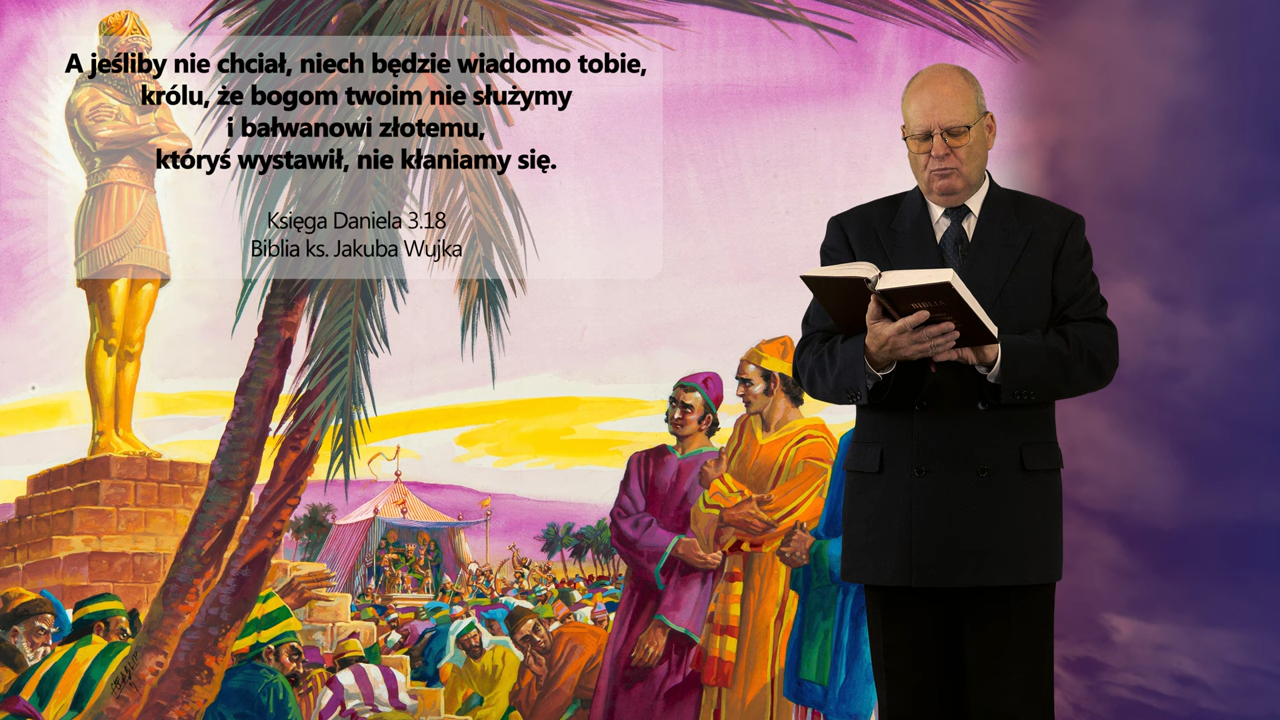 A jeśliby nie chciał, niech będzie wiadomo tobie,
królu, że bogom twoim nie służymy
i bałwanowi złotemu,
któryś wystawił, nie kłaniamy się.
Księga Daniela 3.18
Biblia ks. Jakuba Wujka
BIBLIA